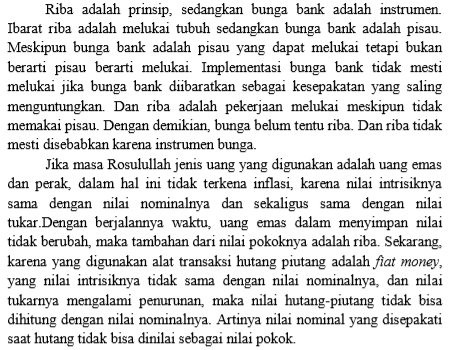 Riba adalah prinsip, sedangkan bunga bank adalah instrumen.
Ibarat riba adalah melukai tubuh sedangkan bunga bank adalah pisau.
Meskipun bunga bank adalah pisau yang dapat melukai tetapi bukan
berarti pisau berarti melukai. Implementasi bunga bank tidak mesti
melukai jika bunga bank diibaratkan sebagai kesepakatan yang saling
menguntungkan. Dan riba adalah pekerjaan melukai meskipun tidak
memakai pisau. Dengan demikian, bunga belum tentu riba. Dan riba tidak
mesti disebabkan karena instrumen bunga.
Jika masa Rosulullah jenis uang yang digunakan adalah uang emas
dan perak, dalam hal ini tidak terkena inflasi, karena nilai intrisiknya
sama dengan nilai nominalnya dan sekaligus sama dengan nilai
tukar.Dengan berjalannya waktu, uang emas dalam menyimpan nilai
tidak berubah, maka tambahan dari nilai pokoknya adalah riba. Sekarang,
karena yang digunakan alat transaksi hutang piutang adalah fiat money,
yang nilai intrisiknya tidak sama dengan nilai nominalnya, dan nilai
tukarnya mengalami penurunan, maka nilai hutang-piutang tidak bisa
dihitung dengan nilai nominalnya. Artinya nilai nominal yang disepakati
saat hutang tidak bisa dinilai sebagai nilai pokok.